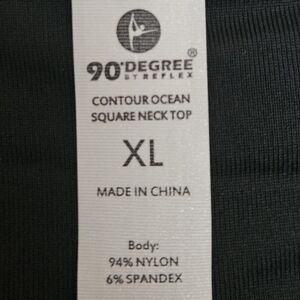 90°DEGREE®
BY REFLEX
CONTOUR OCEAN
SQUARE NECK TOP
XL
MADE IN CHINA
Body:
94% NYLON
6% SPANDEX